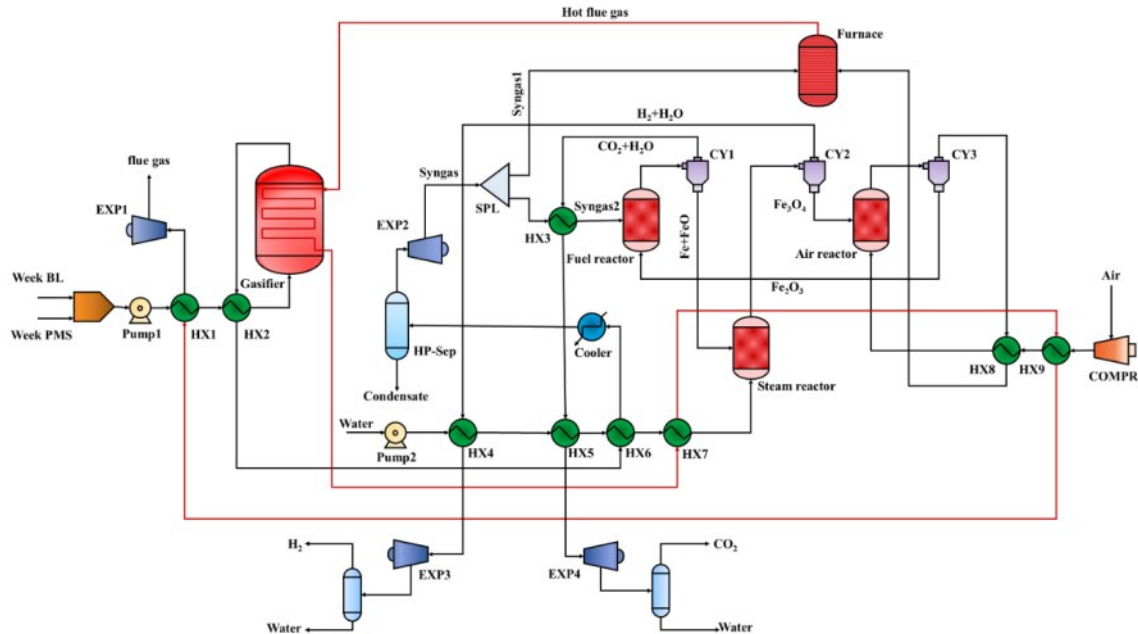 Hot flue gas
Furnace
Syngas1
H₂+H₂O
CO₂+H₂O
CY1
CY2
CY3
flue gas
Syngas
EXP1
SPL
Syngas2
Fe₃O₄
EXP2
HX3
Fuel reactor
Fe+FeO
Air reactor
Week BL
Gasifier
Fe₂O₃
Air
Week PMS
Pump1
HX1
HX2
HP-Sep
Cooler
HX8
HX9
COMPR
Steam reactor
Condensate
Water
Pump2
HX4
HX5
HX6
HX7
H₂
EXP3
EXP4
CO₂
Water
Water